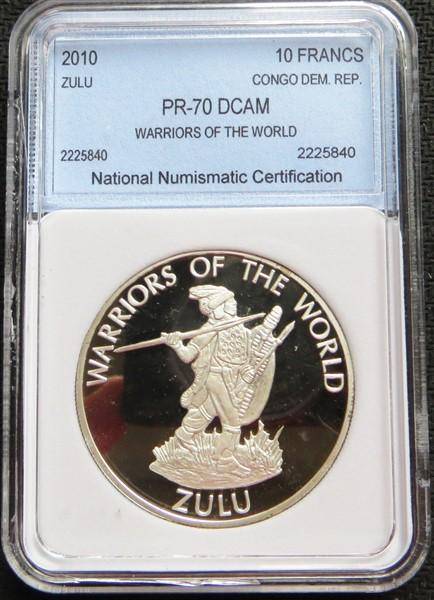 2010 10 FRANCS
ZULU CONGO DEM. REP.
PR-70 DCAM
WARRIORS OF THE WORLD
2225840 2225840
National Numismatic Certification
WARRIORS OF THE WORLD
ZULU